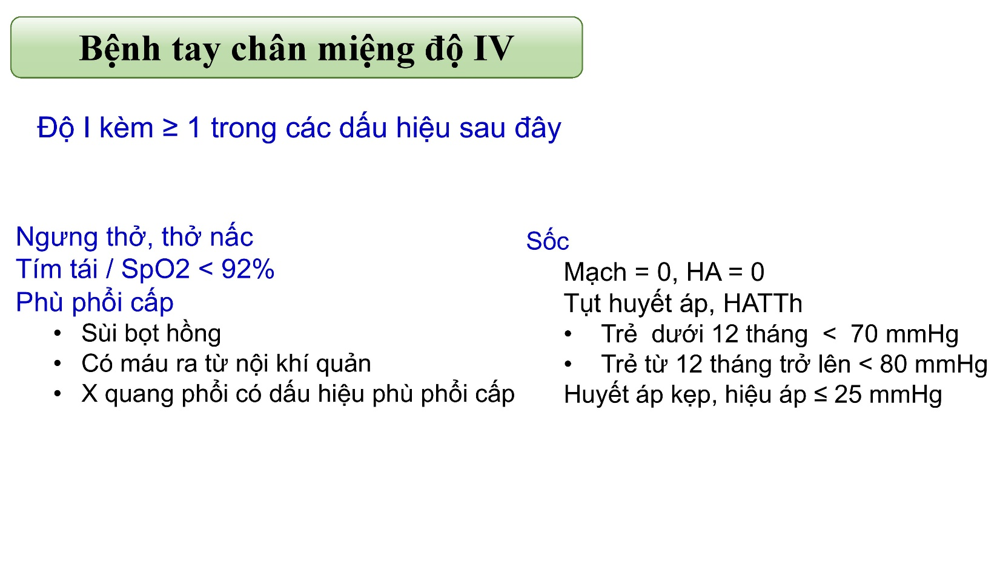 Bệnh tay chân miệng độ IV
Độ I kèm ≥ 1 trong các dấu hiệu sau đây
Ngưng thở, thở nấc
Tím tái / SpO2 < 92%
Phù phổi cấp
• Sùi bọt hồng
• Có máu ra từ nội khí quản
• X quang phổi có dấu hiệu phù phổi cấp
Sốc
Mạch = 0, HA = 0
Tụt huyết áp, HATTh
• Trẻ dưới 12 tháng < 70 mmHg
• Trẻ từ 12 tháng trở lên < 80 mmHg
Huyết áp kẹp, hiệu áp ≤ 25 mmHg